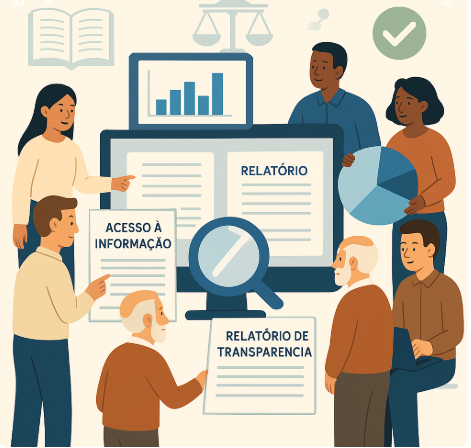 RELATÓRIO
ACESSO À
INFORMAÇÃO
RELATÓRIO DE
TRANSPARENCIA